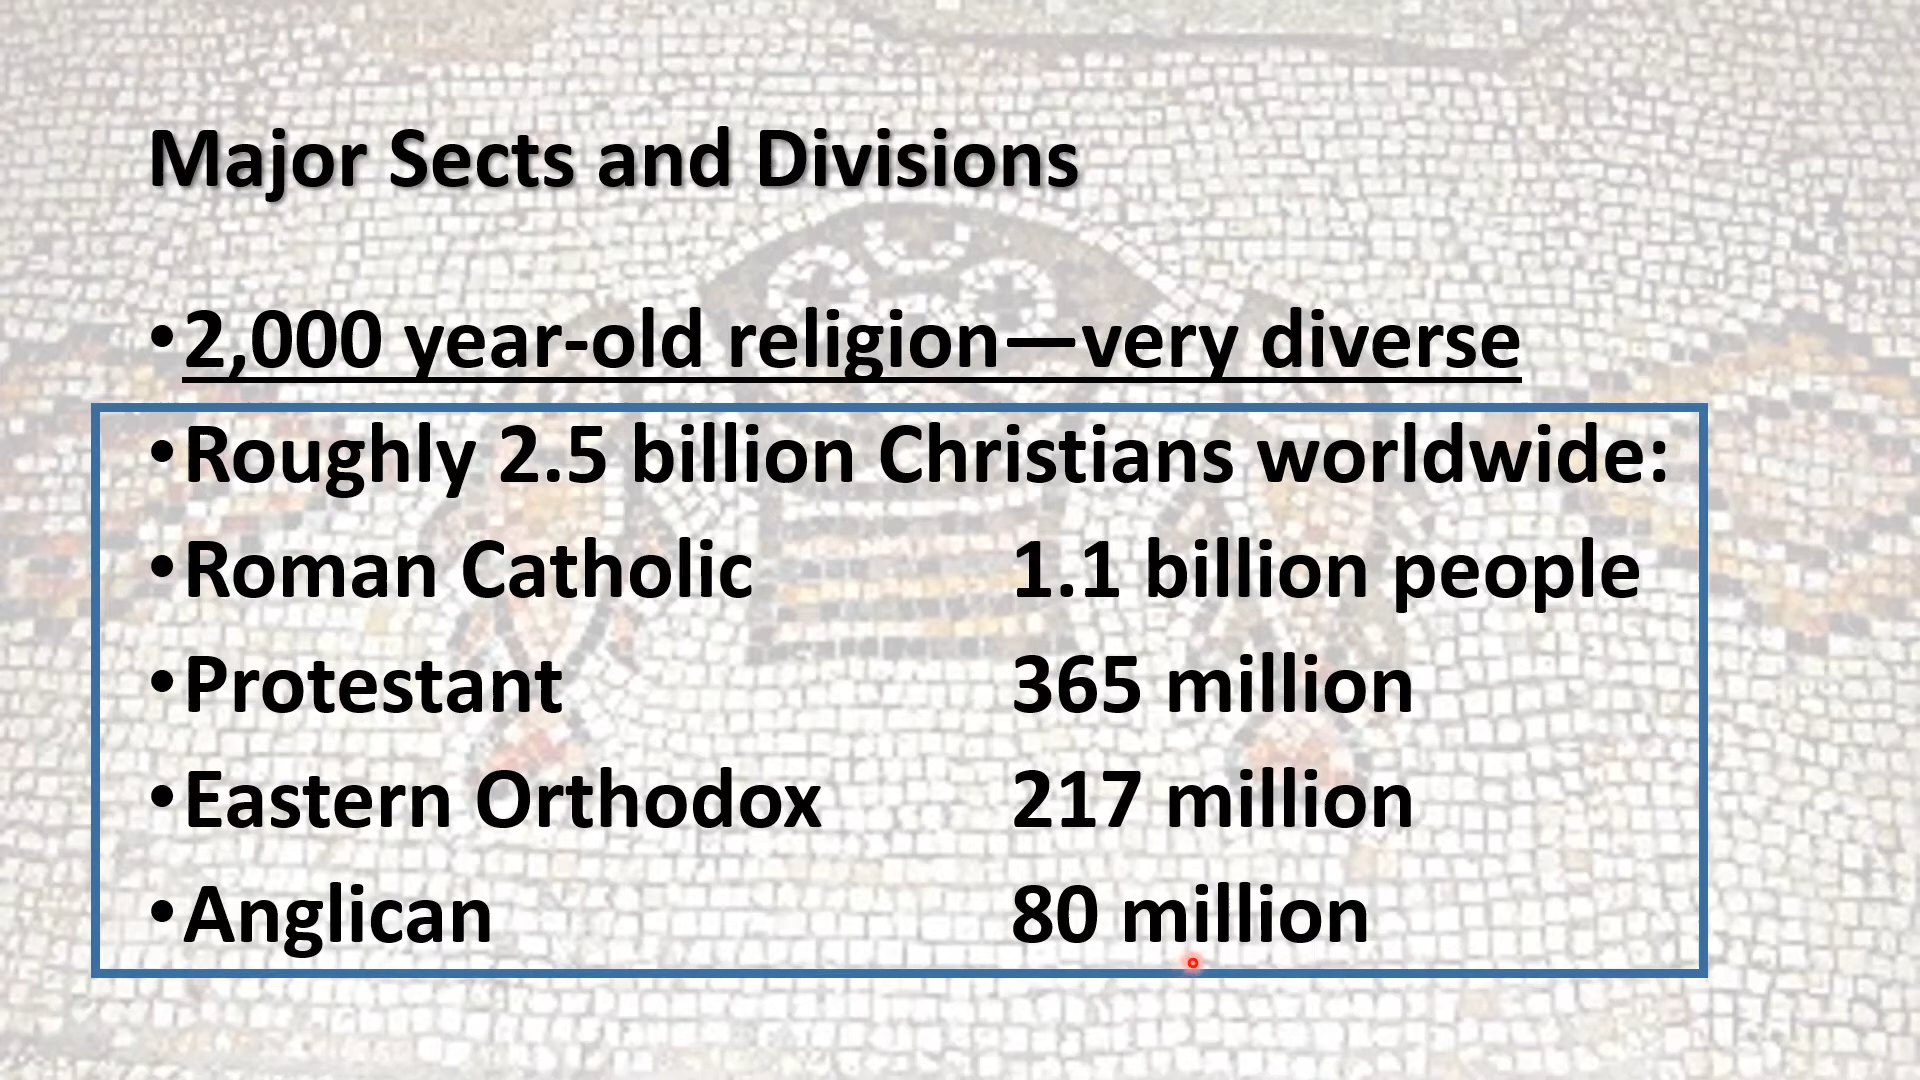 Major Sects and Divisions
•2,000 year-old religion—very diverse
•Roughly 2.5 billion Christians worldwide:
•Roman Catholic 1.1 billion people
•Protestant 365 million
•Eastern Orthodox 217 million
•Anglican 80 million